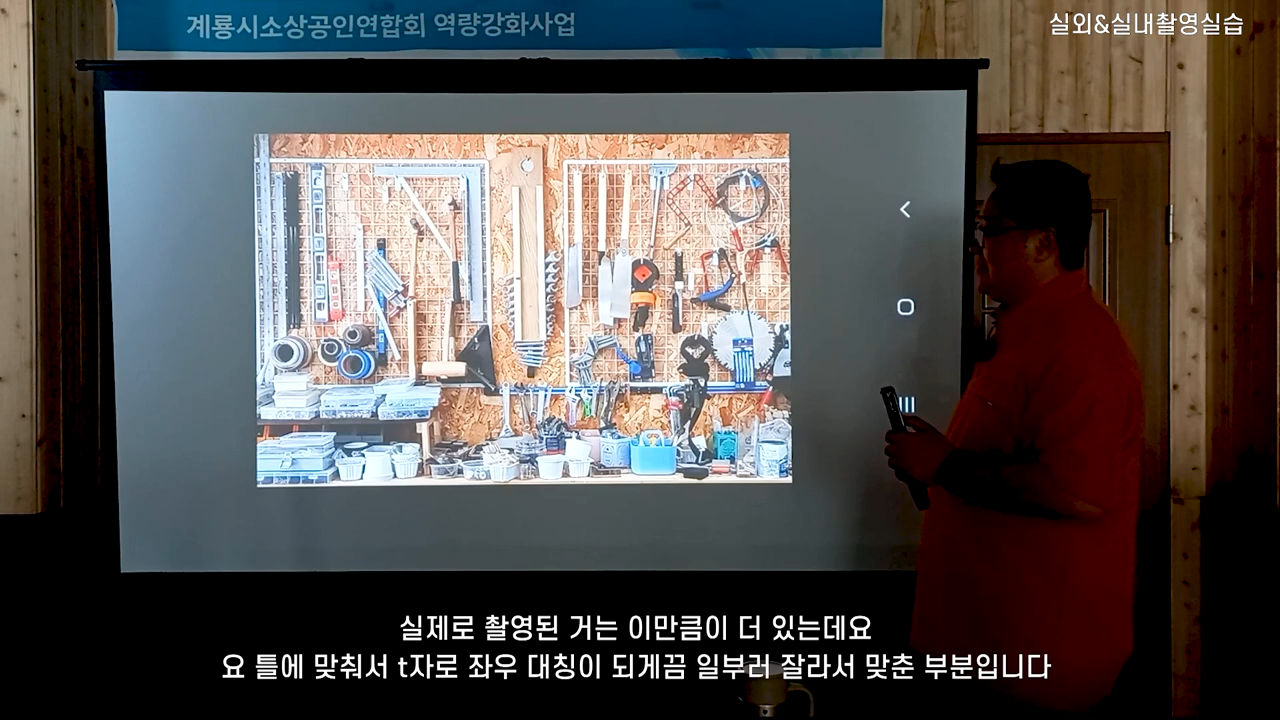 계룡시소상공인연합회 역량강화사업
실외&실내촬영실습
실제로 촬영된 거는 이만큼이 더 있는데요
요 틀에 맞춰서 t자로 좌우 대칭이 되게끔 일부러 잘라서 맞춘 부분입니다